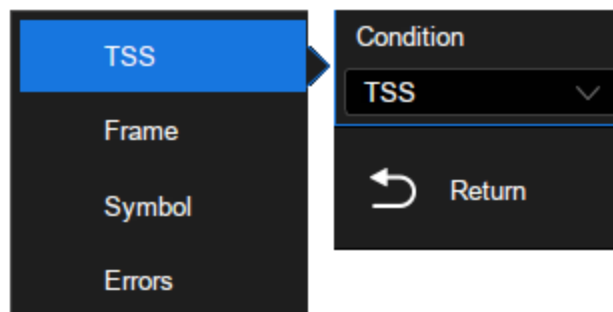 TSS
Frame
Symbol
Errors
Condition
TSS
Return